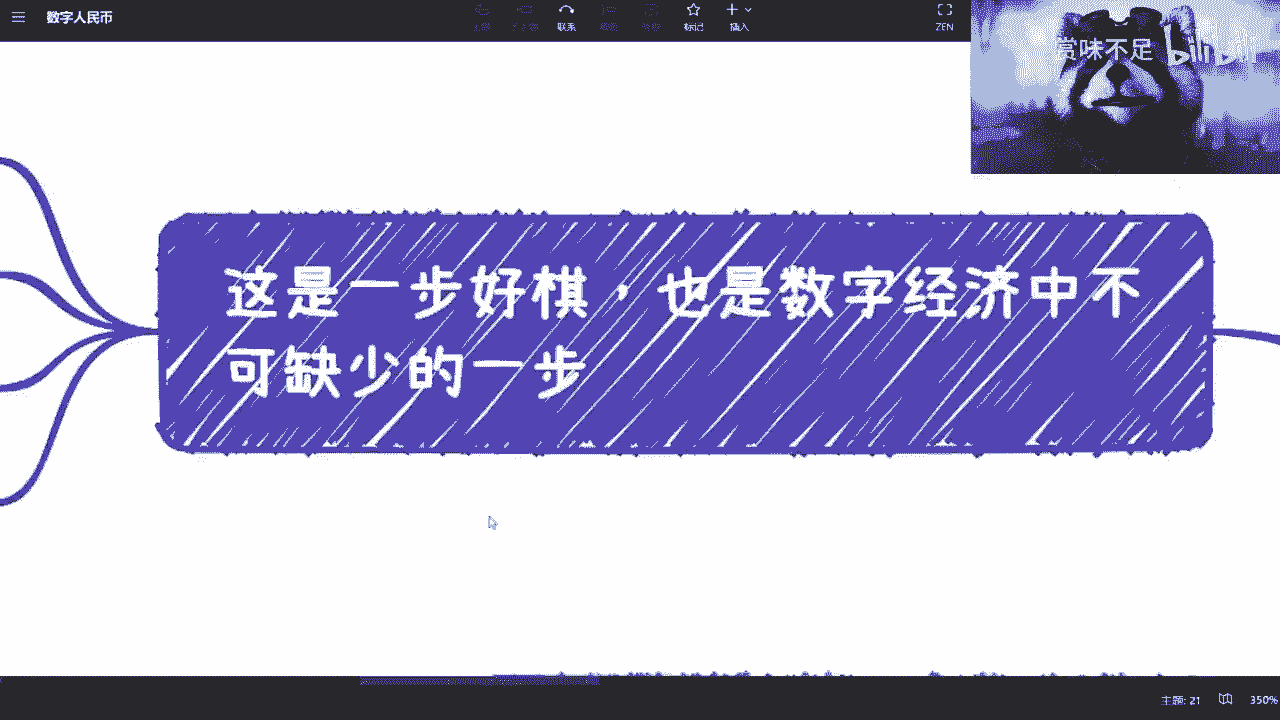 数字人民币
联系
标记
插入
ZEN
赏味不足 bilibili
这是一步好棋，也是数字经济中不
可缺少的一步
主题: 21
350%